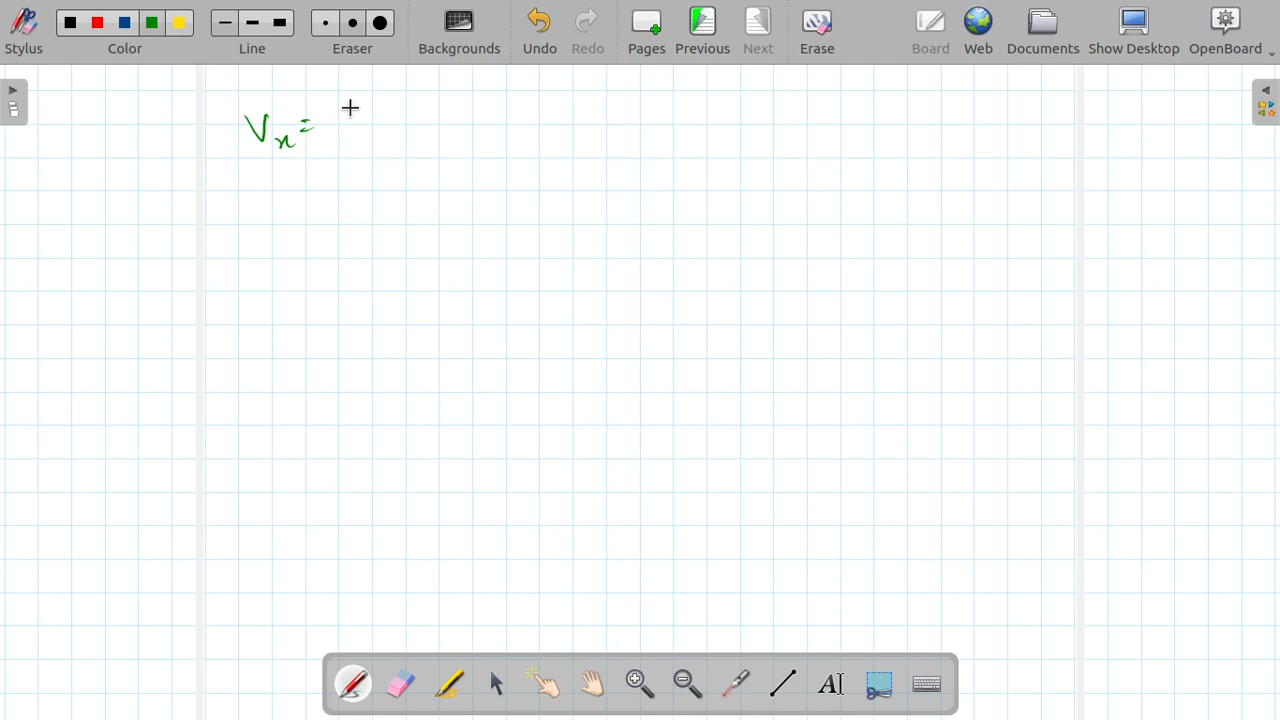 Stylus
Color
Line
Eraser
Backgrounds
Undo
Redo
Pages
Previous
Next
Erase
Board
Web
Documents
Show Desktop
OpenBoard
Vx =
A